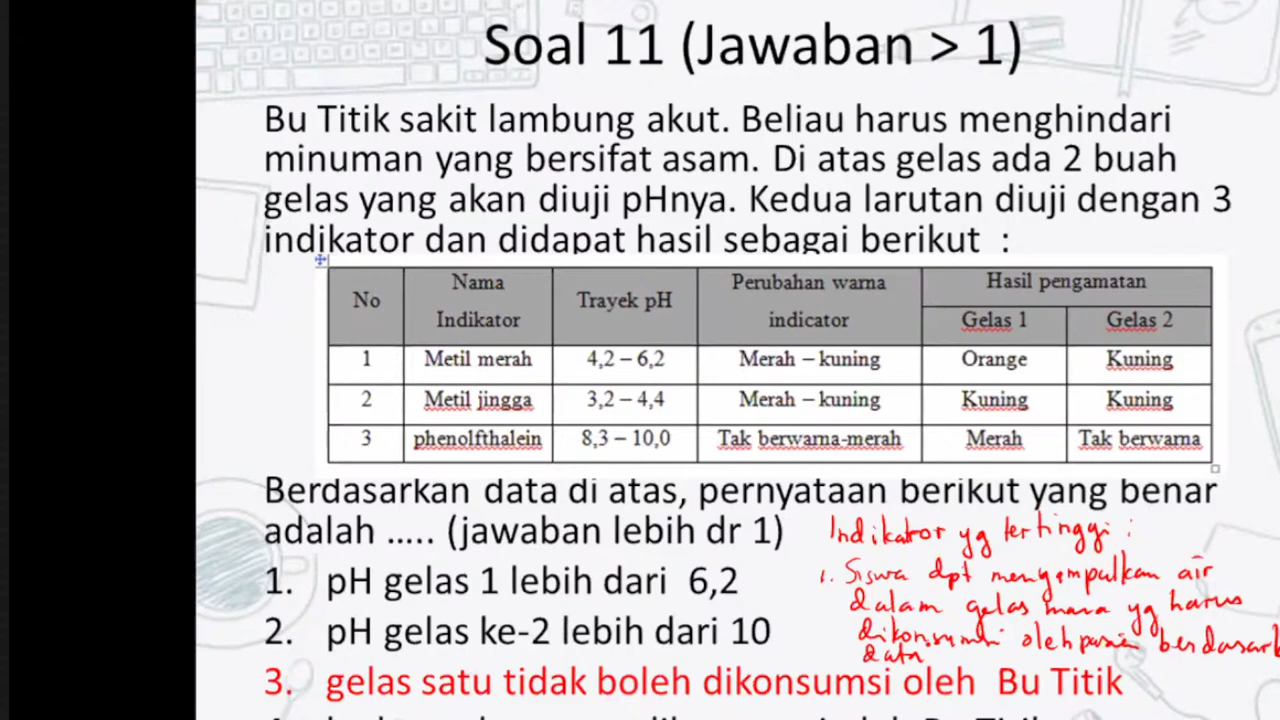 Soal 11 (Jawaban > 1)
Bu Titik sakit lambung akut. Beliau harus menghindari
minuman yang bersifat asam. Di atas gelas ada 2 buah
gelas yang akan diuji pHnya. Kedua larutan diuji dengan 3
indikator dan didapat hasil sebagai berikut :
No Nama Indikator Trayek pH Perubahan warna indicator Hasil pengamatan
Gelas 1 Gelas 2
1 Metil merah 4,2 – 6,2 Merah – kuning Orange Kuning
2 Metil jingga 3,2 – 4,4 Merah – kuning Kuning Kuning
3 phenolfthalein 8,3 – 10,0 Tak berwarna-merah Merah Tak berwarna
Berdasarkan data di atas, pernyataan berikut yang benar
adalah ..... (jawaban lebih dr 1)
1. pH gelas 1 lebih dari 6,2
2. pH gelas ke-2 lebih dari 10
3. gelas satu tidak boleh dikonsumsi oleh Bu Titik
Indikator yg tertinggi :
1. Siswa dpt menyimpulkan air
dalam gelas mana yg harus
dikonsumsi oleh pasien berdasark
data